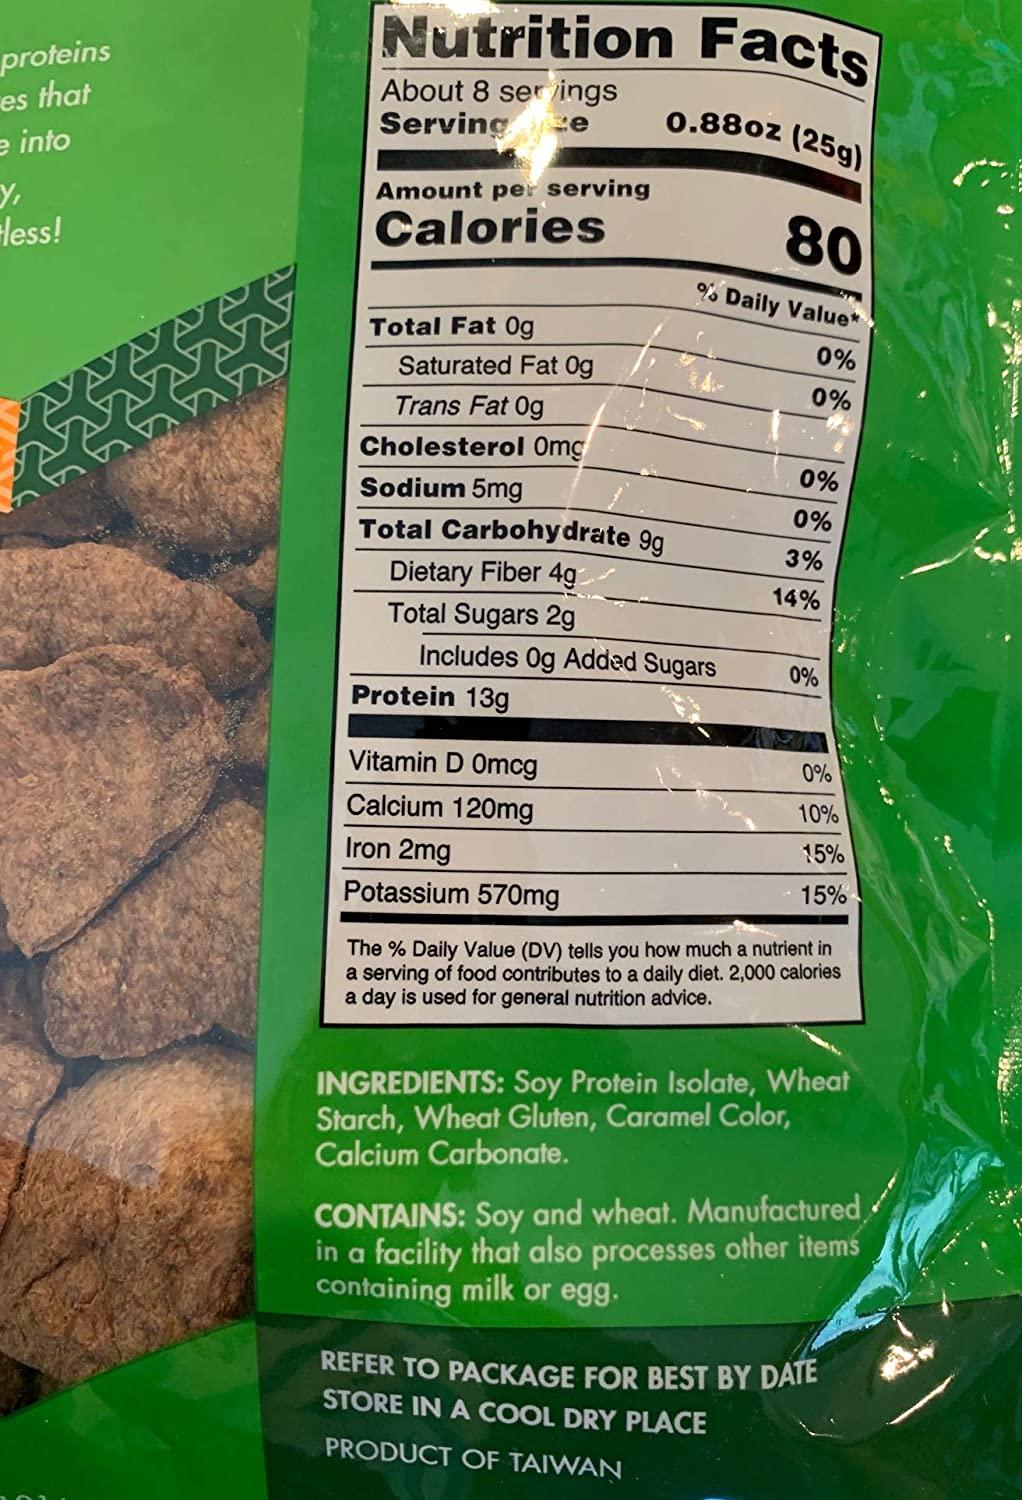 proteins
es that
e into
y,
less!
Nutrition Facts
About 8 servings
Serving 0.88oz (25g)
Amount per serving
Calories 80
% Daily Value*
Total Fat 0g 0%
Saturated Fat 0g 0%
Trans Fat 0g
Cholesterol 0mg 0%
Sodium 5mg 0%
Total Carbohydrate 9g 3%
Dietary Fiber 4g 14%
Total Sugars 2g
Includes 0g Added Sugars 0%
Protein 13g
Vitamin D 0mcg 0%
Calcium 120mg 10%
Iron 2mg 15%
Potassium 570mg 15%
The % Daily Value (DV) tells you how much a nutrient in
a serving of food contributes to a daily diet. 2,000 calories
a day is used for general nutrition advice.
INGREDIENTS: Soy Protein Isolate, Wheat
Starch, Wheat Gluten, Caramel Color,
Calcium Carbonate.
CONTAINS: Soy and wheat. Manufactured
in a facility that also processes other items
containing milk or egg.
REFER TO PACKAGE FOR BEST BY DATE
STORE IN A COOL DRY PLACE
PRODUCT OF TAIWAN